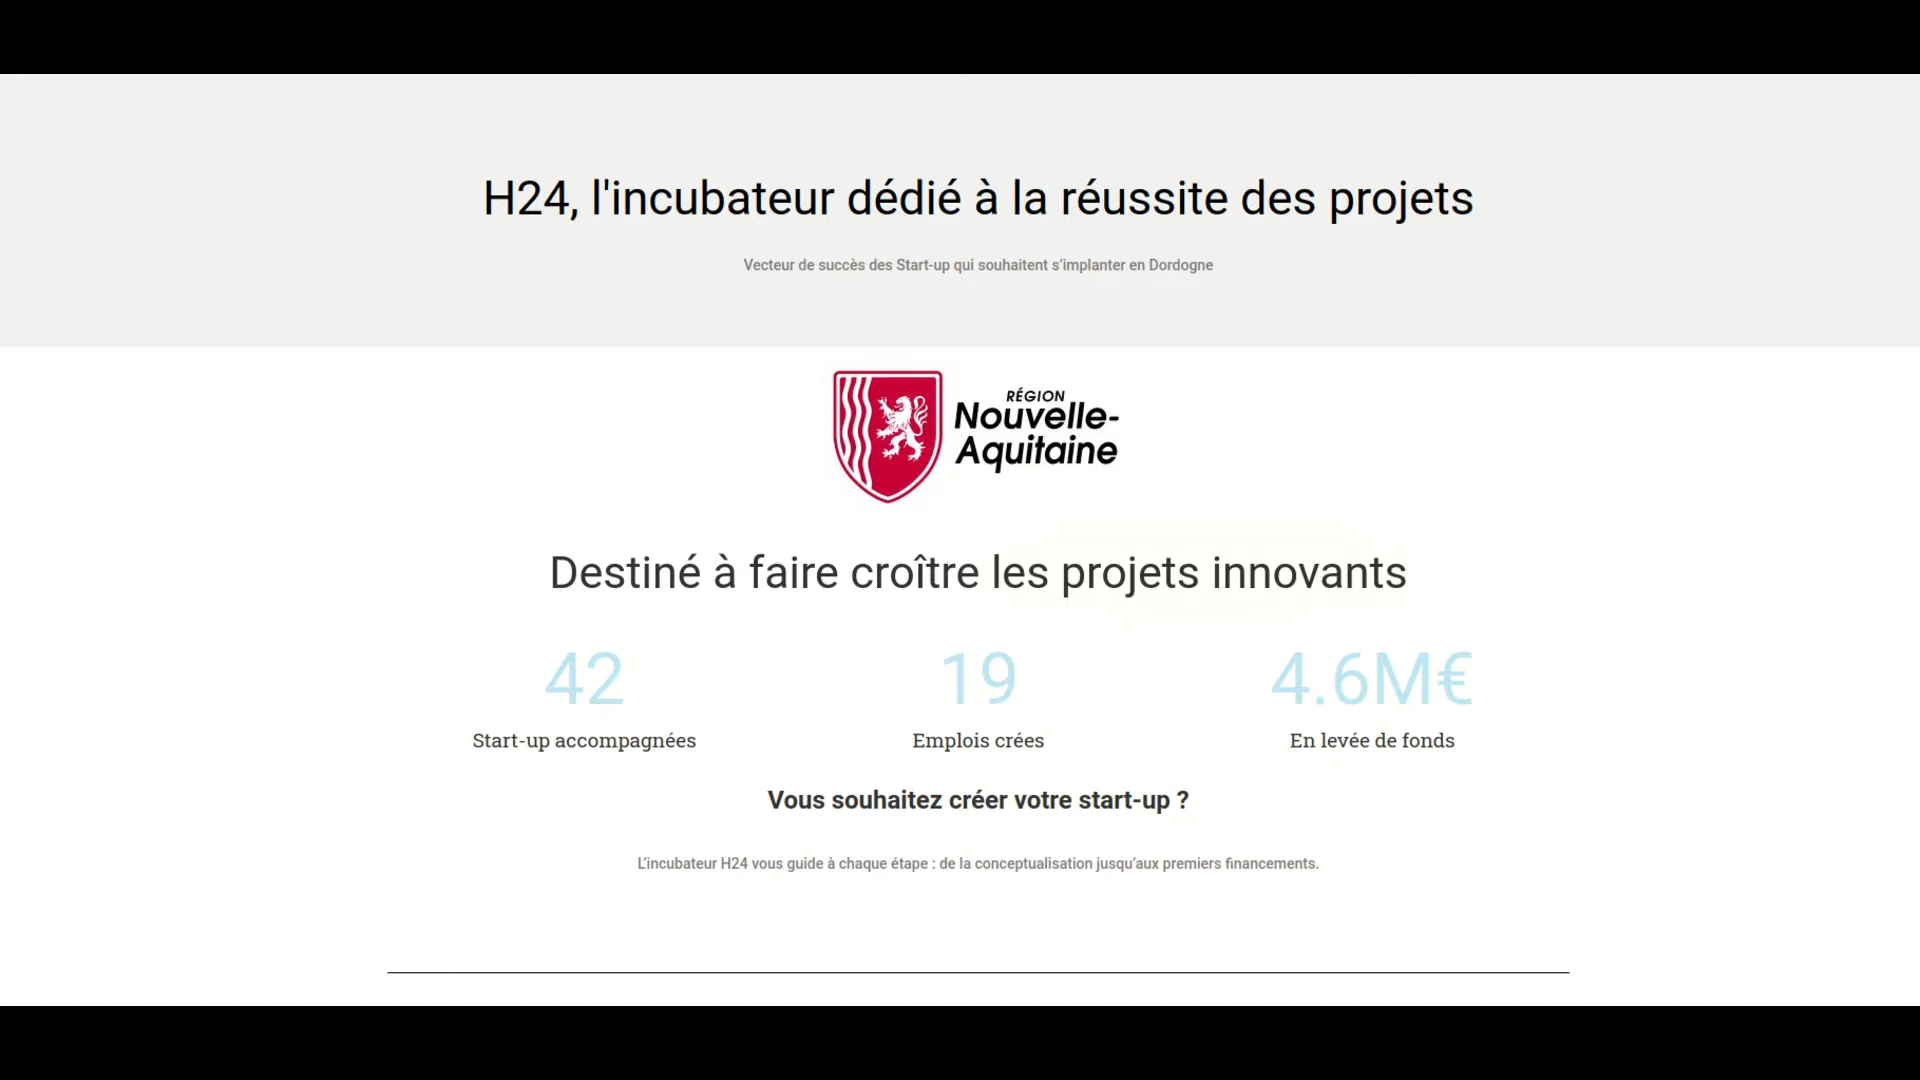 H24, l'incubateur dédié à la réussite des projets
Vecteur de succès des Start-up qui souhaitent s’implanter en Dordogne
RÉGION
Nouvelle-
Aquitaine
Destiné à faire croître les projets innovants
42
19
4.6M€
Start-up accompagnées
Emplois crées
En levée de fonds
Vous souhaitez créer votre start-up ?
L’incubateur H24 vous guide à chaque étape : de la conceptualisation jusqu’aux premiers financements.